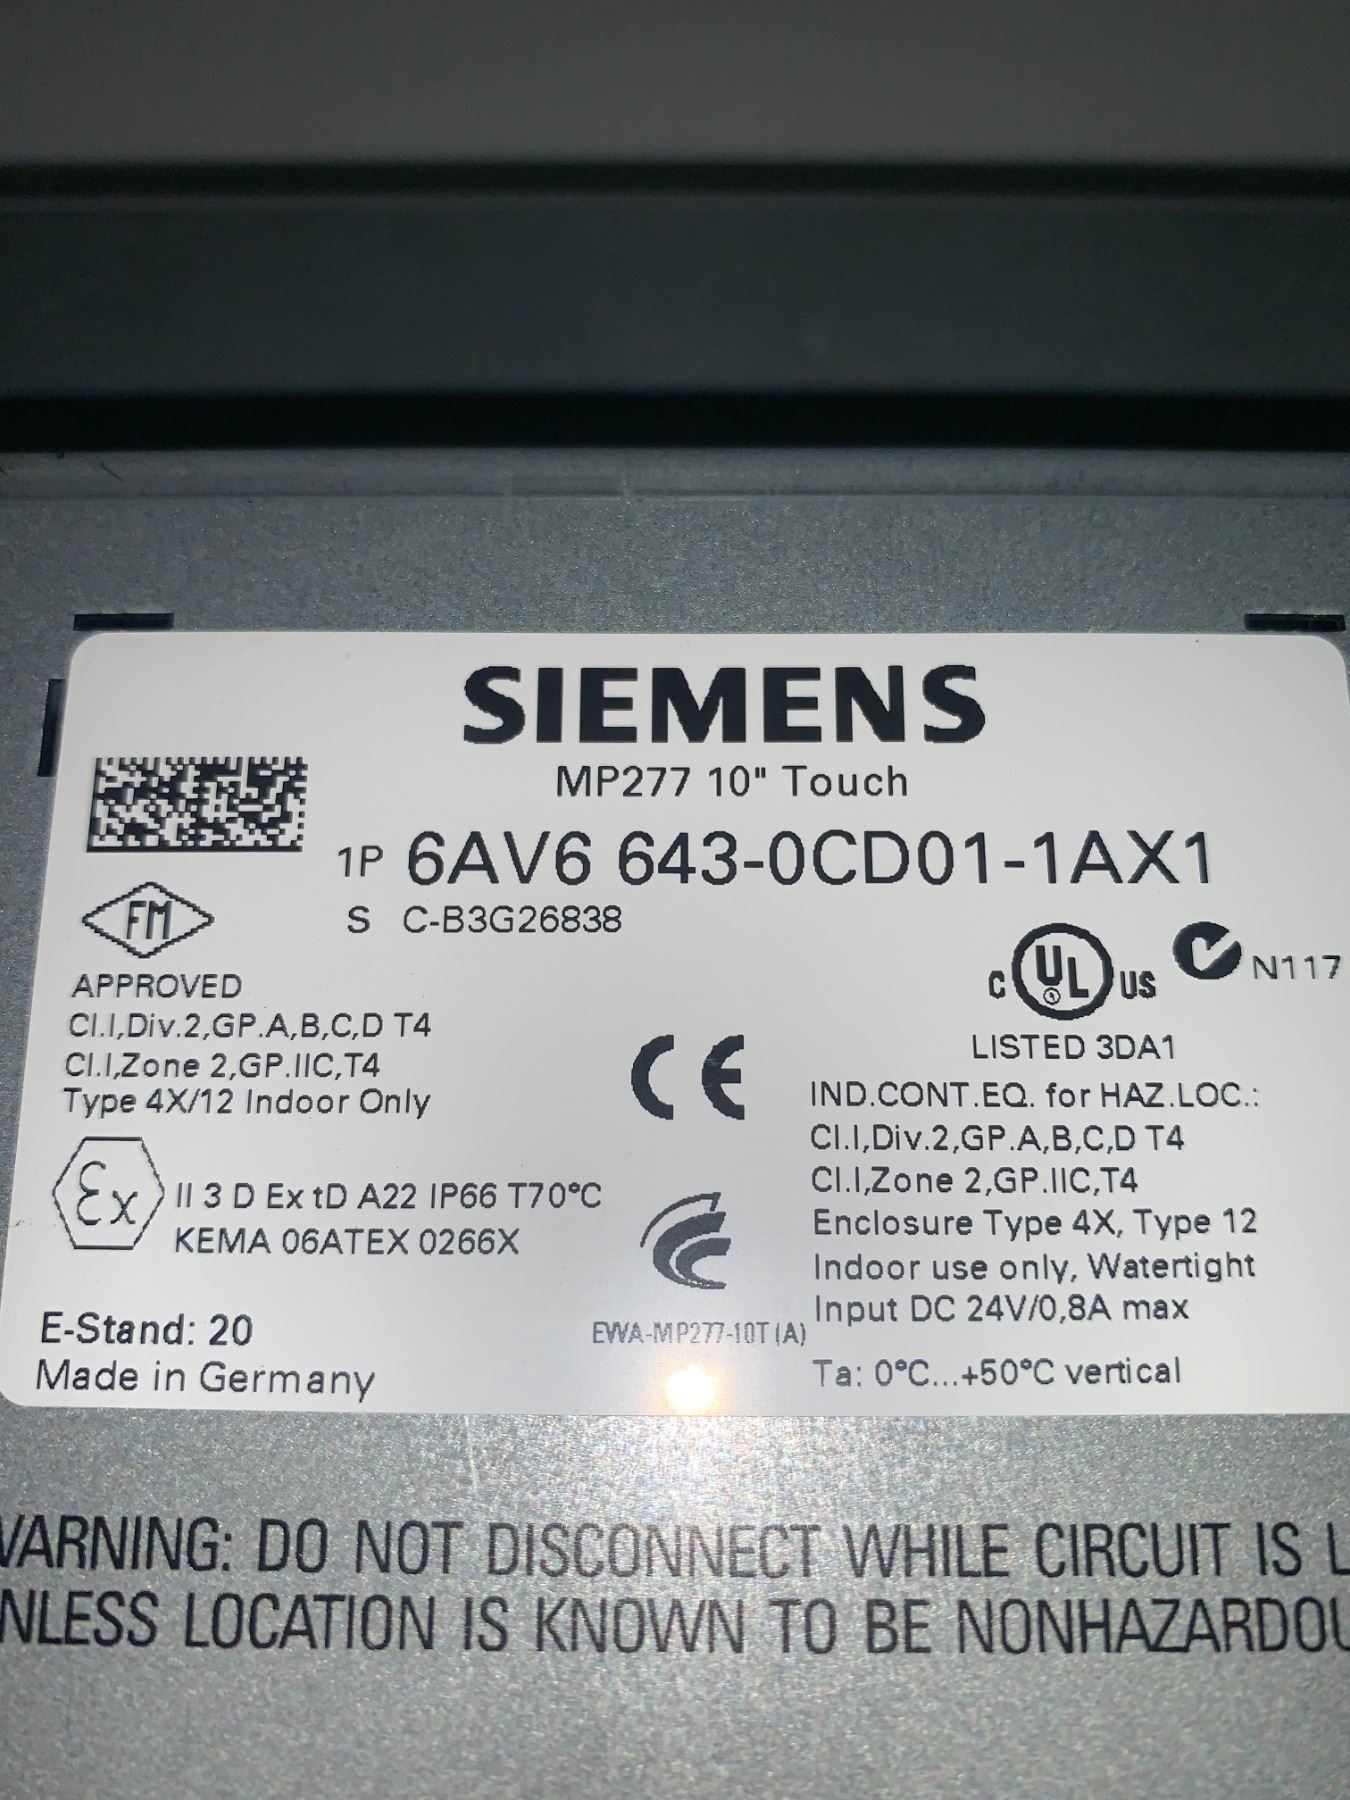 SIEMENS
MP277 10" Touch
1P 6AV6 643-0CD01-1AX1
S C-B3G26838
FM
APPROVED
Cl.I,Div.2,GP.A,B,C,D T4
Cl.I,Zone 2,GP.IIC,T4
Type 4X/12 Indoor Only
Ex II 3 D Ex tD A22 IP66 T70°C
KEMA 06ATEX 0266X
E-Stand: 20
Made in Germany
CE
EWA-MP277-10T(A)
C UL US N117
LISTED 3DA1
IND.CONT.EQ. for HAZ.LOC.:
Cl.I,Div.2,GP.A,B,C,D T4
Cl.I,Zone 2,GP.IIC,T4
Enclosure Type 4X, Type 12
Indoor use only, Watertight
Input DC 24V/0,8A max
Ta: 0°C...+50°C vertical
WARNING: DO NOT DISCONNECT WHILE CIRCUIT IS
LOCATION IS KNOWN TO BE